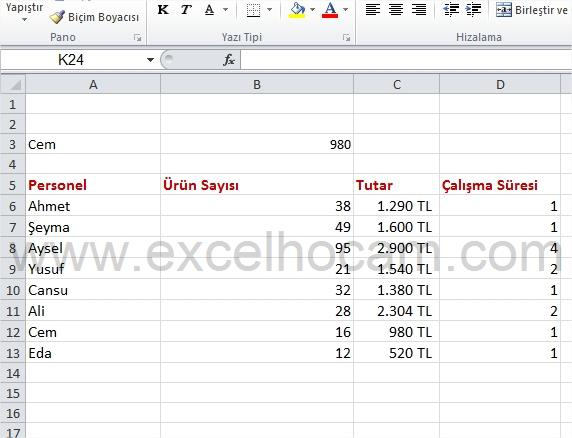 Yapıştır
Biçim Boyacısı
K T A A
Birleştir ve
Pano Yazı Tipi Hizalama
K24 fx
A B C D
1
2
3 Cem 980
4
5 Personel Ürün Sayısı Tutar Çalışma Süresi
6 Ahmet 38 1.290 TL 1
7 Şeyma 49 1.600 TL 1
8 Aysel 95 2.900 TL 1
www.excelhocam.com
9 Yusuf 21 1.540 TL 2
10 Cansu 32 1.380 TL 1
11 Ali 28 2.304 TL 2
12 Cem 16 980 TL 1
13 Eda 12 520 TL 1
14
15
16
17